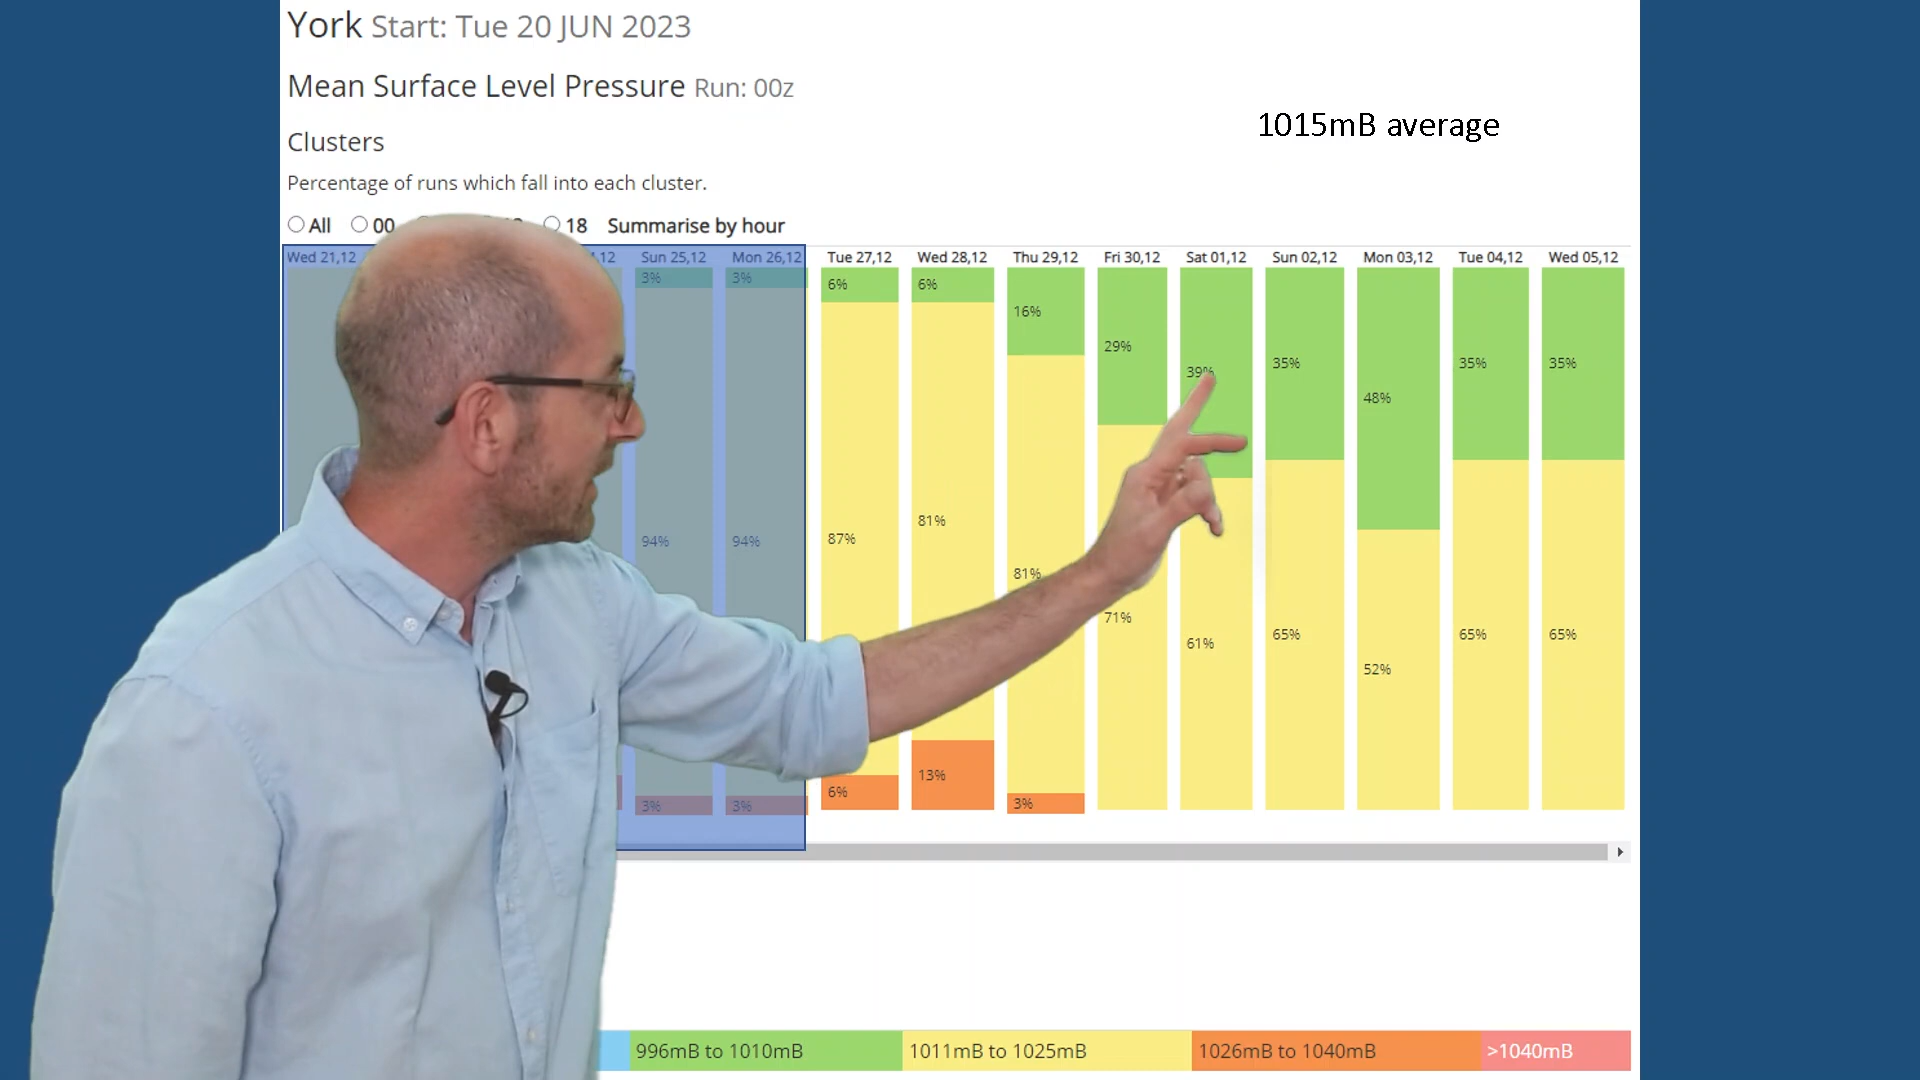 York Start: Tue 20 JUN 2023
Mean Surface Level Pressure Run: 00z
1015mB average
Clusters
Percentage of runs which fall into each cluster.
All 00 18 Summarise by hour
Wed 21,12 Sun 25,12 Mon 26,12 Tue 27,12 Wed 28,12 Thu 29,12 Fri 30,12 Sat 01,12 Sun 02,12 Mon 03,12 Tue 04,12 Wed 05,12
3% 3% 6% 6%
16%
29%
39% 35% 48% 35% 35%
94% 94% 87% 81%
81% 71% 61% 65% 52% 65% 65%
3% 3% 6% 13% 3%
996mB to 1010mB 1011mB to 1025mB 1026mB to 1040mB >1040mB